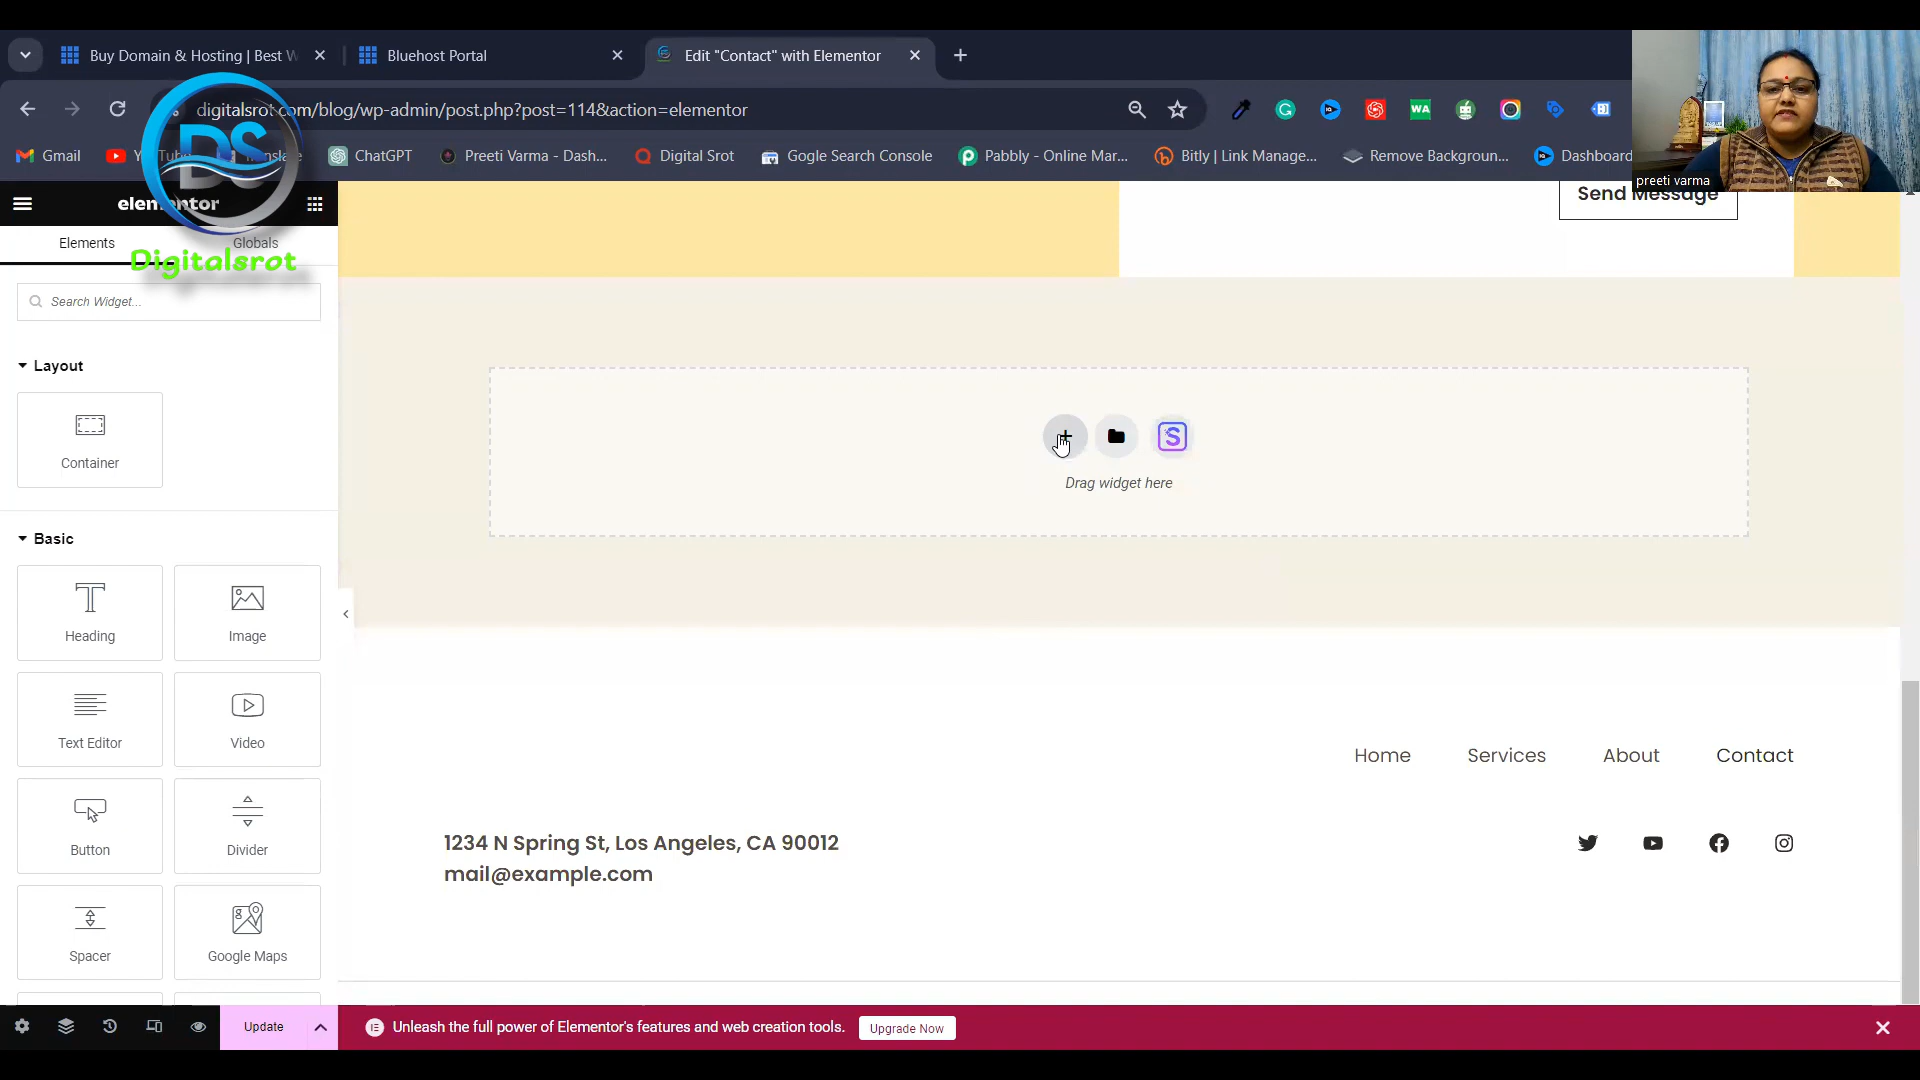 Buy Domain & Hosting | Best W
Bluehost Portal
Edit "Contact" with Elementor
digitalsrot.com/blog/wp-admin/post.php?post=114&action=elementor
Gmail
ChatGPT
Preeti Varma - Dash...
Digital Srot
Gogle Search Console
Pabbly - Online Mar...
Bitly | Link Manage...
Remove Backgroun...
Dashboard
preeti varma
DS
Digitalsrot
elementor
Elements
Globals
Search Widget...
Layout
Container
Basic
Heading
Image
Text Editor
Video
Button
Divider
Spacer
Google Maps
Send Message
Drag widget here
Home
Services
About
Contact
1234 N Spring St, Los Angeles, CA 90012
mail@example.com
Update
Unleash the full power of Elementor's features and web creation tools.
Upgrade Now